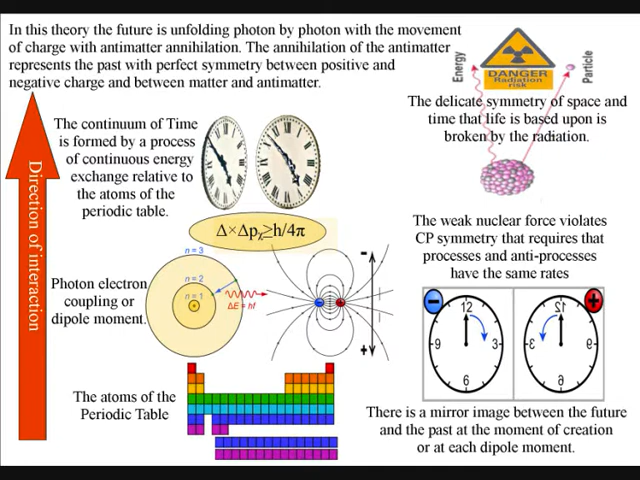 In this theory the future is unfolding photon by photon with the movement
of charge with antimatter annihilation. The annihilation of the antimatter
represents the past with perfect symmetry between positive and
negative charge and between matter and antimatter.
Energy
DANGER
Radiation
risk
Particle
The delicate symmetry of space and
time that life is based upon is
broken by the radiation.
Direction of interaction
The continuum of Time
is formed by a process
of continuous energy
exchange relative to
the atoms of the
periodic table.
Δ×Δpᵪ≥h/4π
The weak nuclear force violates
CP symmetry that requires that
processes and anti-processes
have the same rates
Photon electron
coupling or
dipole moment.
n = 3
n = 2
n = 1
ΔE = hf
-
+
−
12
3
6
9
+
12
3
6
9
The atoms of the
Periodic Table
There is a mirror image between the future
and the past at the moment of creation
or at each dipole moment.